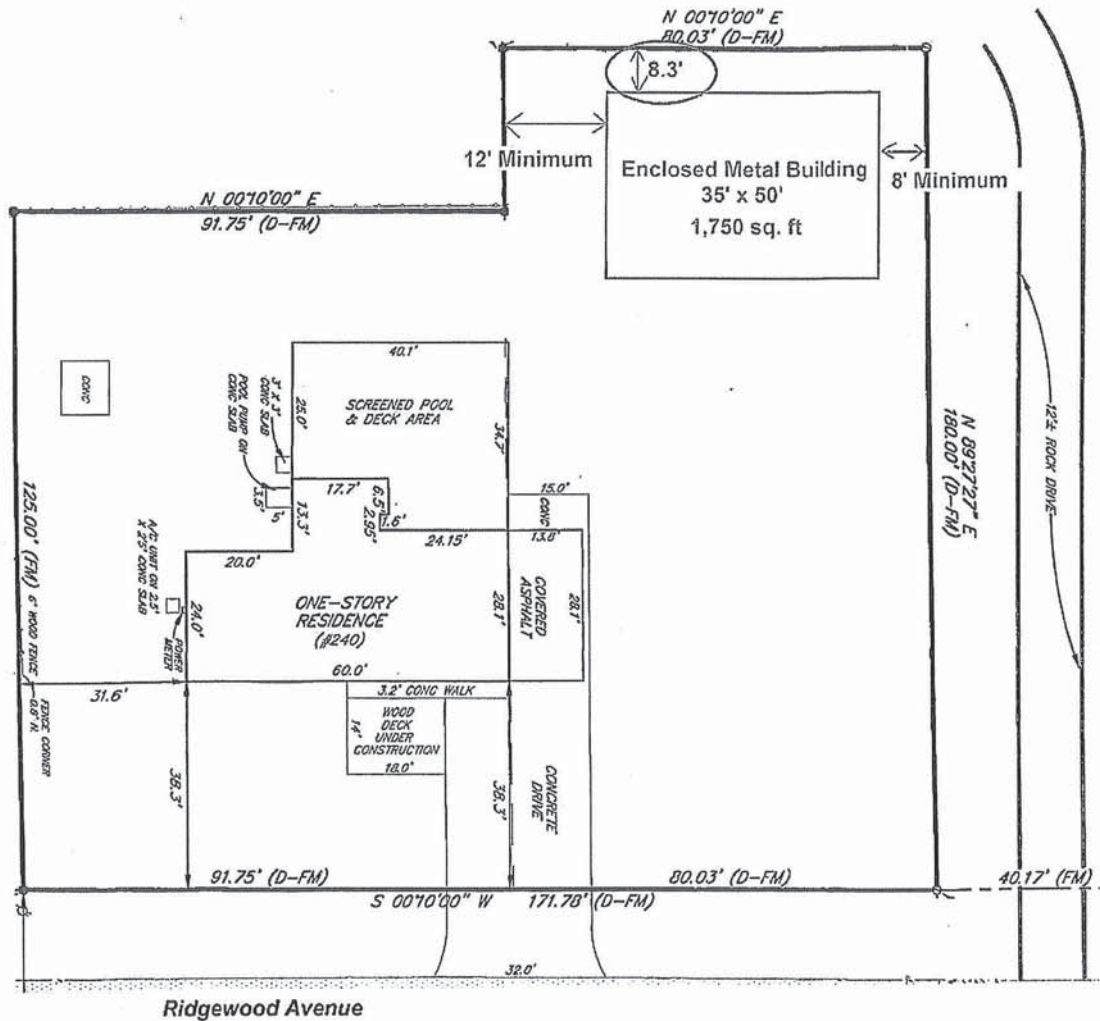 N 00°10'00" E
80.03' (D-FM)
8.3'
12' Minimum
Enclosed Metal Building
35' x 50'
1,750 sq. ft
8' Minimum
N 00°10'00" E
91.75' (D-FM)
CONC
40.1'
SCREENED POOL
& DECK AREA
25.0'
34.7'
3' X 3'
CONC SLAB
POOL PUMP ON
CONC SLAB
3.5'
5'
17.7'
6.5'
1.6'
2.95'
13.3'
24.15'
15.0'
CONC
13.8'
20.0'
N 89°27'27" E
180.00' (D-FM)
12'± ROCK DRIVE
125.00' (FM)
6' WOOD FENCE
A/C UNIT ON 2.5'
X 2.5' CONC SLAB
24.0'
POWER
METER
ONE-STORY
RESIDENCE
(#240)
28.1'
COVERED
ASPHALT
28.1'
60.0'
31.6'
FENCE CORNER
0.6' N.
3.2' CONC WALK
WOOD
DECK
UNDER
CONSTRUCTION
14'
18.0'
38.3'
38.3'
CONCRETE
DRIVE
91.75' (D-FM)
80.03' (D-FM)
40.17' (FM)
S 00°10'00" W
171.78' (D-FM)
32.0'
Ridgewood Avenue